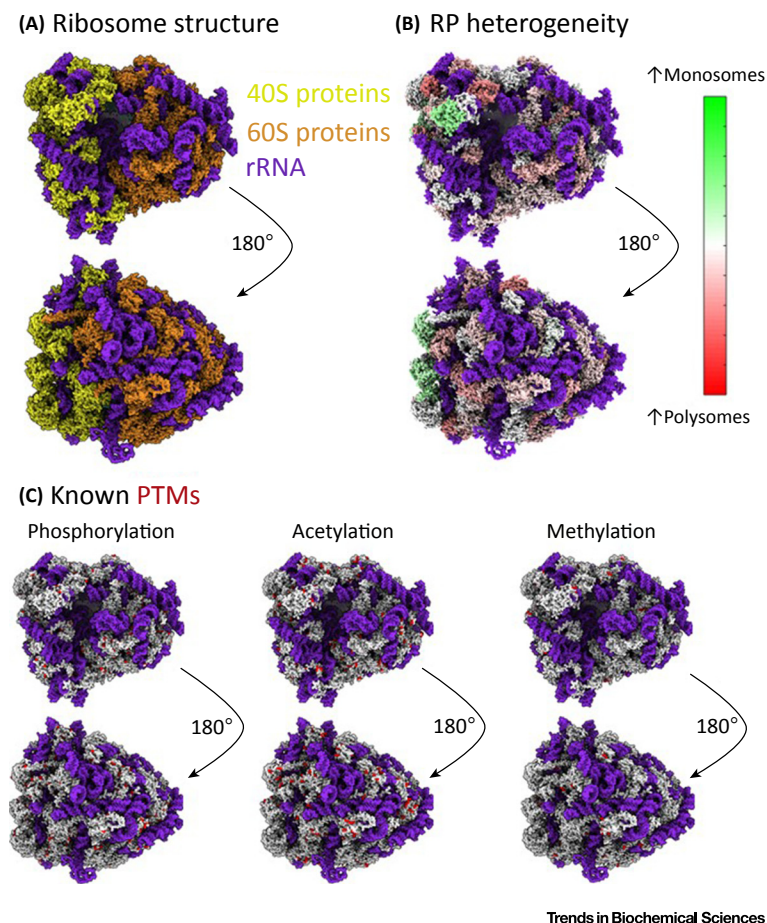 (A) Ribosome structure
40S proteins
60S proteins
rRNA
180°
(B) RP heterogeneity
↑Monosomes
180°
↑Polysomes
(C) Known PTMs
Phosphorylation
Acetylation
Methylation
180°
180°
180°
Trends in Biochemical Sciences